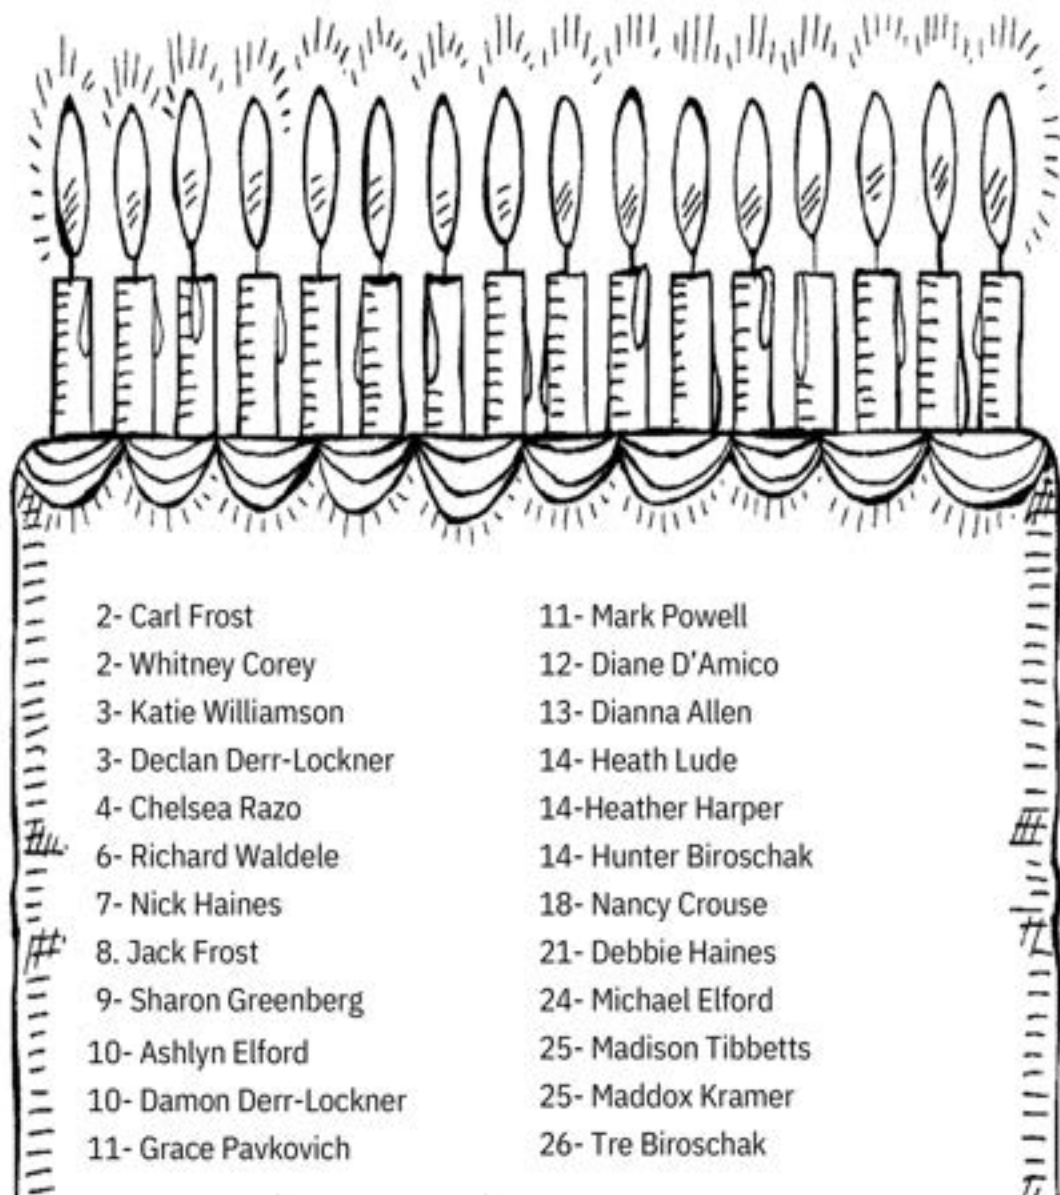 2- Carl Frost
2- Whitney Corey
3- Katie Williamson
3- Declan Derr-Lockner
4- Chelsea Razo
6- Richard Waldele
7- Nick Haines
8. Jack Frost
9- Sharon Greenberg
10- Ashlyn Elford
10- Damon Derr-Lockner
11- Grace Pavkovich
11- Mark Powell
12- Diane D’Amico
13- Dianna Allen
14- Heath Lude
14-Heather Harper
14- Hunter Biroschak
18- Nancy Crouse
21- Debbie Haines
24- Michael Elford
25- Madison Tibbetts
25- Maddox Kramer
26- Tre Biroschak